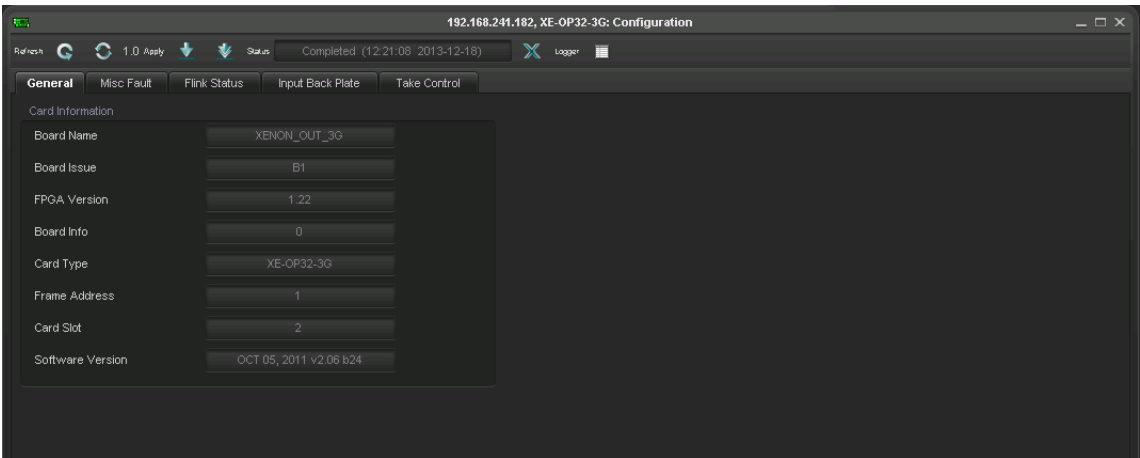 192.168.241.182, XE-OP32-3G: Configuration
Refresh 1.0 Apply Status Completed (12:21:08 2013-12-18) Logger
General Misc Fault Flink Status Input Back Plate Take Control
Card Information
Board Name XENON_OUT_3G
Board Issue B1
FPGA Version 1.22
Board Info 0
Card Type XE-OP32-3G
Frame Address 1
Card Slot 2
Software Version OCT 05, 2011 v2.06 b24